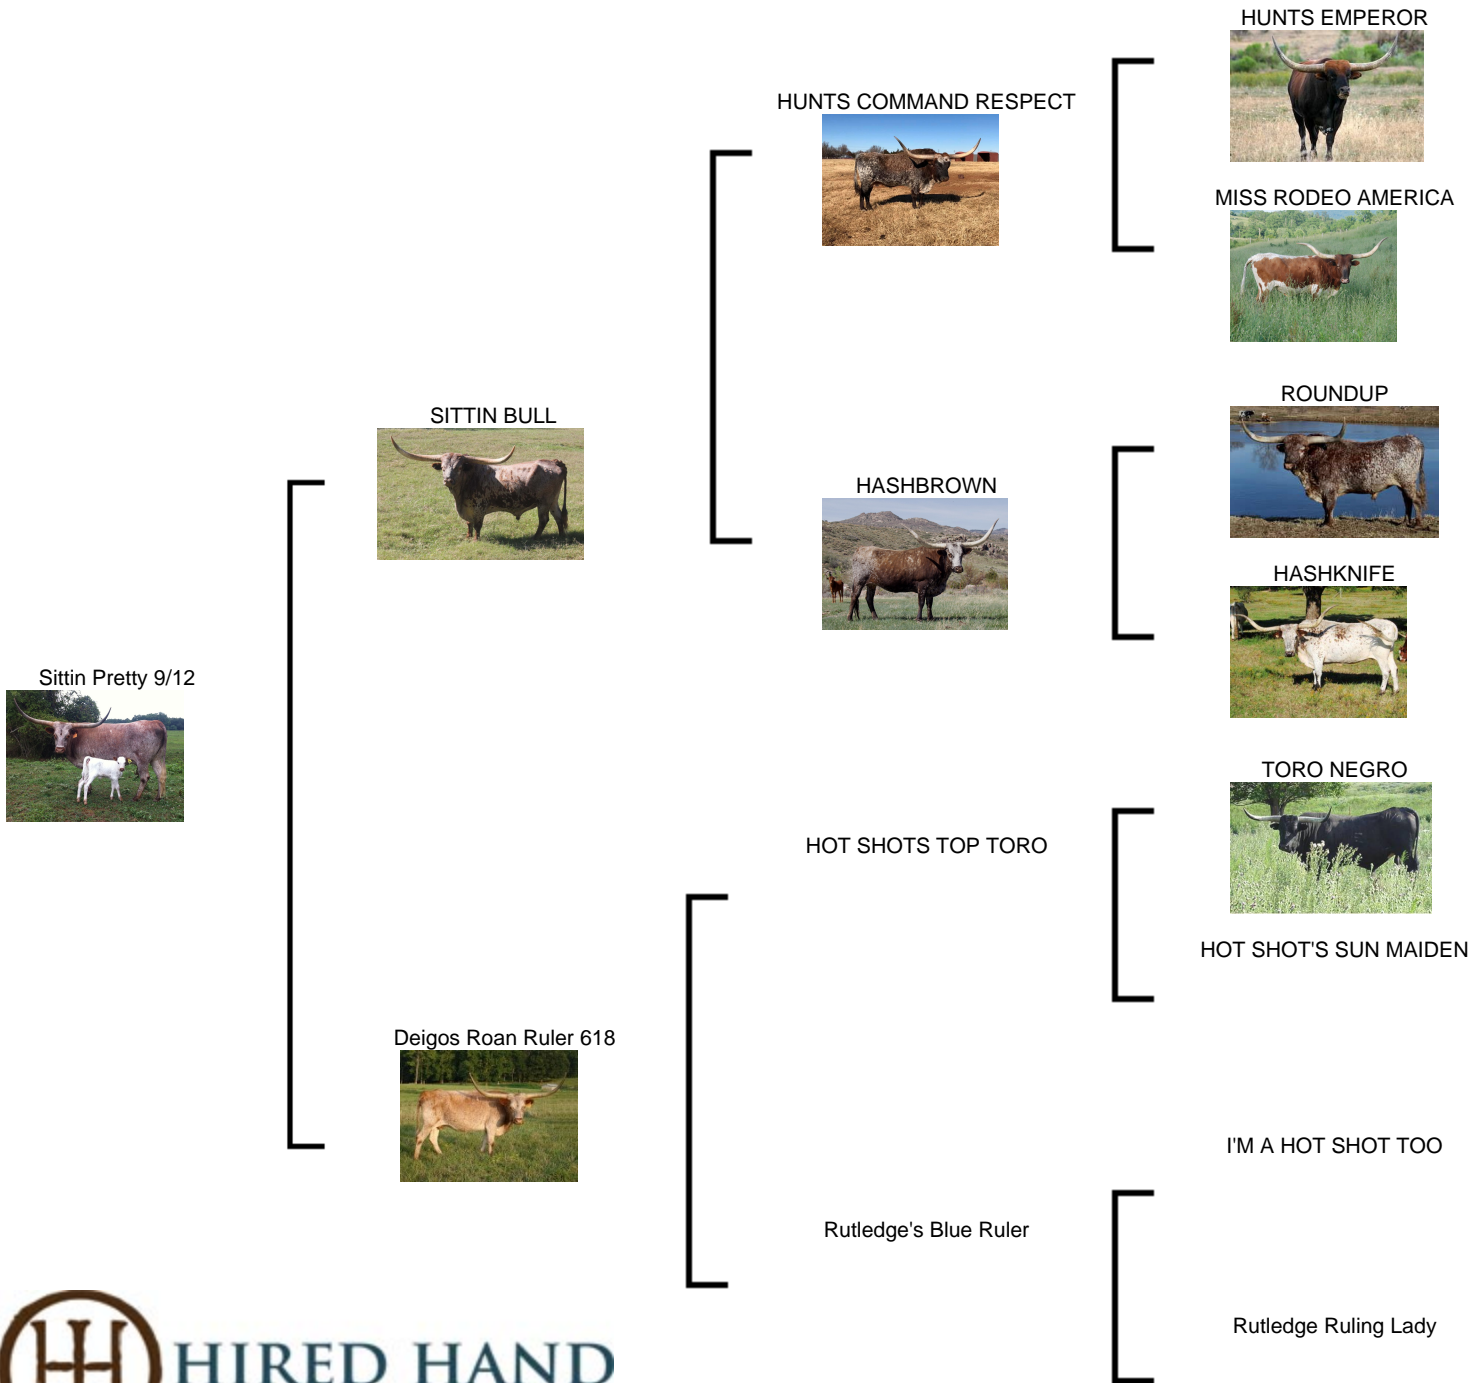 HUNTS EMPEROR
HUNTS COMMAND RESPECT
MISS RODEO AMERICA
ROUNDUP
SITTIN BULL
HASHBROWN
HASHKNIFE
Sittin Pretty 9/12
TORO NEGRO
HOT SHOTS TOP TORO
HOT SHOT'S SUN MAIDEN
Deigos Roan Ruler 618
I'M A HOT SHOT TOO
Rutledge's Blue Ruler
Rutledge Ruling Lady
HIRED HAND